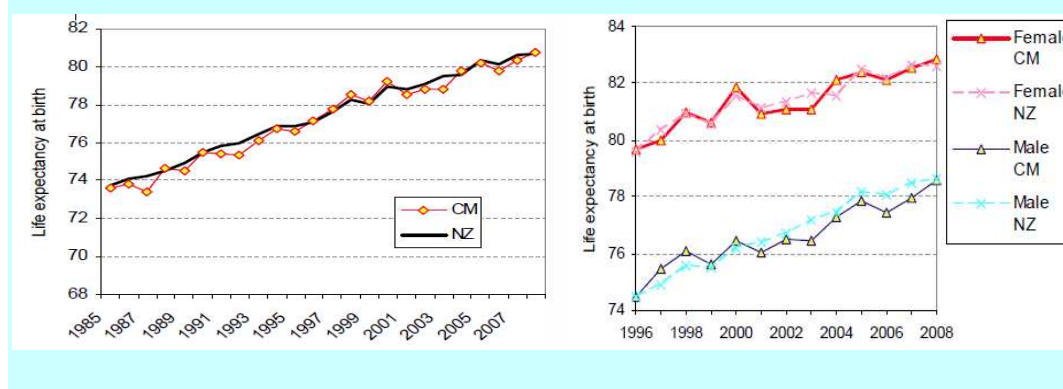 82
80
78
76
74
72
70
68
Life expectancy at birth
CM
NZ
1985
1987
1989
1991
1993
1995
1997
1999
2001
2003
2005
2007
84
82
80
78
76
74
Life expectancy at birth
1996
1998
2000
2002
2004
2006
2008
Female
CM
Female
NZ
Male
CM
Male
NZ